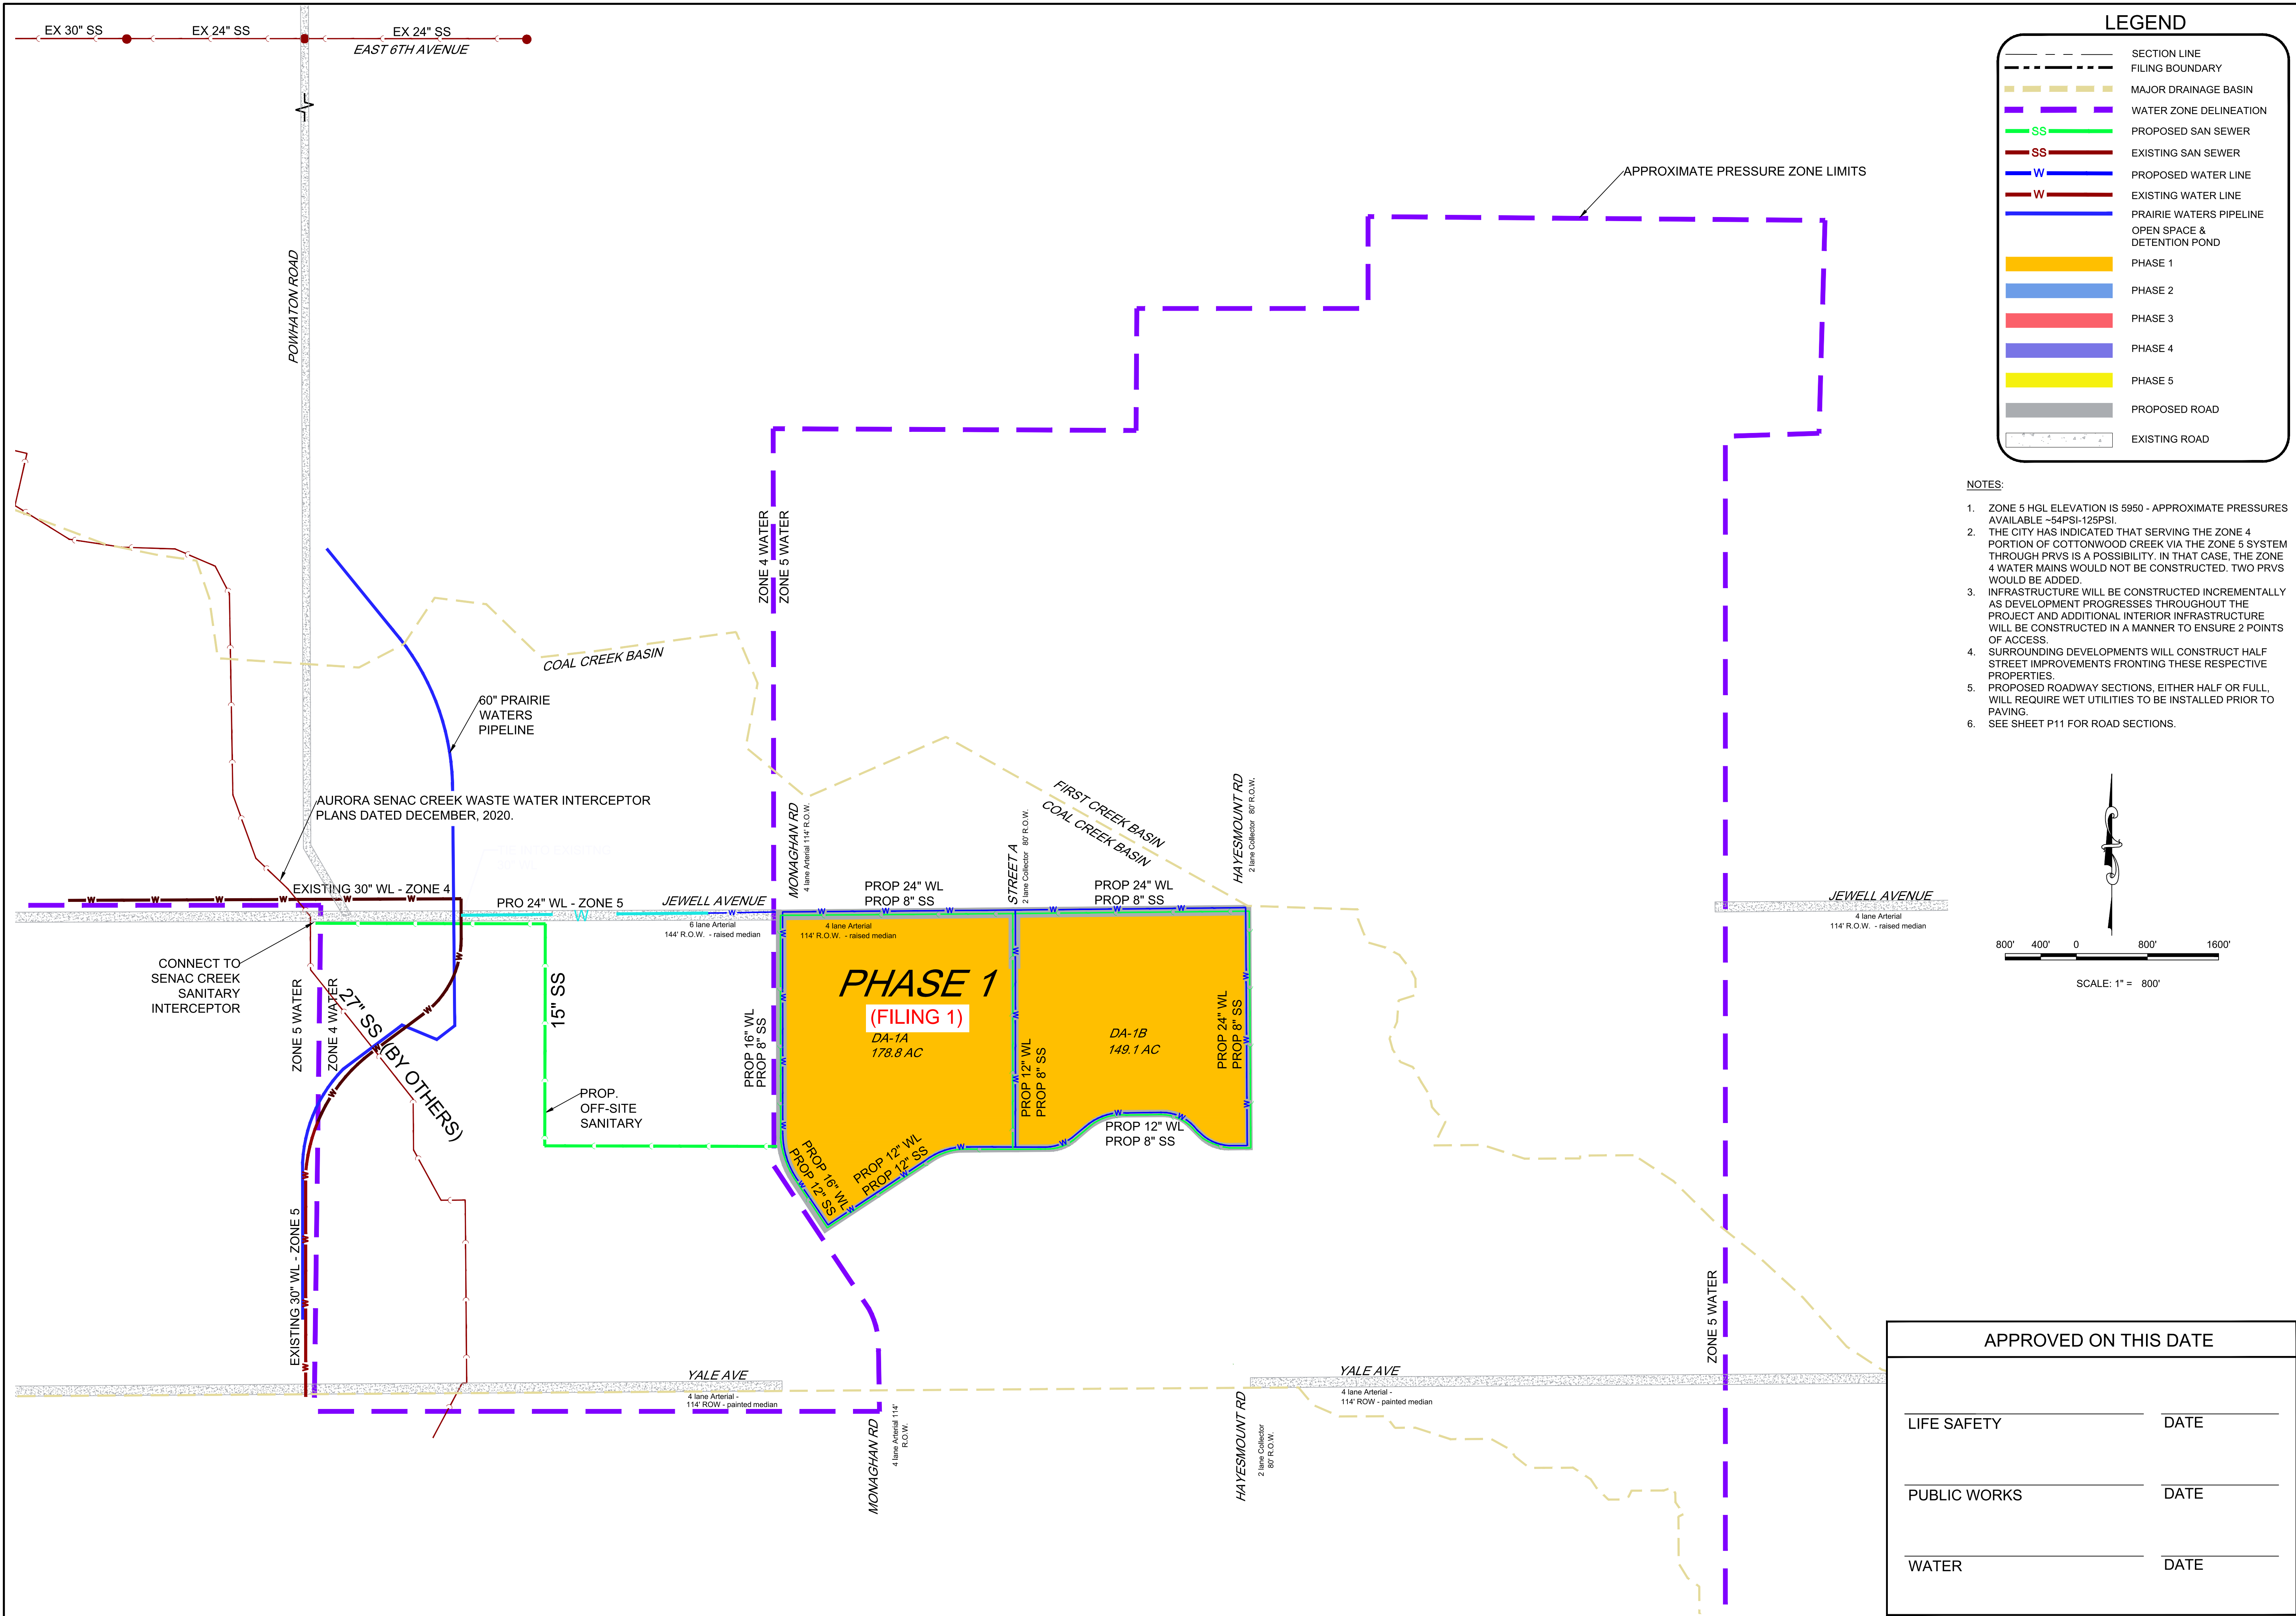 EX 30" SS
EX 24" SS
EX 24" SS
EAST 6TH AVENUE
POWHATON ROAD
APPROXIMATE PRESSURE ZONE LIMITS
ZONE 4 WATER
ZONE 5 WATER
COAL CREEK BASIN
60" PRAIRIE
WATERS
PIPELINE
AURORA SENAC CREEK WASTE WATER INTERCEPTOR
PLANS DATED DECEMBER, 2020.
MONAGHAN RD
4 lane Arterial 114' R.O.W.
FIRST CREEK BASIN
COAL CREEK BASIN
STREET A
2 lane Collector 80' R.O.W.
HAYESMOUNT RD
2 lane Collector 80' R.O.W.
EXISTING 30" WL - ZONE 4
PRO 24" WL - ZONE 5
JEWELL AVENUE
6 lane Arterial
144' R.O.W. - raised median
PROP 24" WL
PROP 8" SS
PROP 24" WL
PROP 8" SS
4 lane Arterial
114' R.O.W. - raised median
JEWELL AVENUE
4 lane Arterial
114' R.O.W. - raised median
CONNECT TO
SENAC CREEK
SANITARY
INTERCEPTOR
ZONE 5 WATER
ZONE 4 WATER
27" SS (BY OTHERS)
15" SS
PROP.
OFF-SITE
SANITARY
PROP 16" WL
PROP 8" SS
PHASE 1
(FILING 1)
DA-1A
178.8 AC
DA-1B
149.1 AC
PROP 12" WL
PROP 8" SS
PROP 24" WL
PROP 8" SS
PROP 12" WL
PROP 8" SS
PROP 16" WL
PROP 12" SS
PROP 12" WL
PROP 12" SS
EXISTING 30" WL - ZONE 5
ZONE 5 WATER
YALE AVE
4 lane Arterial -
114' ROW - painted median
MONAGHAN RD
4 lane Arterial 114'
R.O.W.
YALE AVE
4 lane Arterial -
114' ROW - painted median
HAYESMOUNT RD
2 lane Collector
80' R.O.W.
LEGEND
SECTION LINE
FILING BOUNDARY
MAJOR DRAINAGE BASIN
WATER ZONE DELINEATION
SS PROPOSED SAN SEWER
SS EXISTING SAN SEWER
W PROPOSED WATER LINE
W EXISTING WATER LINE
PRAIRIE WATERS PIPELINE
OPEN SPACE &
DETENTION POND
PHASE 1
PHASE 2
PHASE 3
PHASE 4
PHASE 5
PROPOSED ROAD
EXISTING ROAD
NOTES:
1. ZONE 5 HGL ELEVATION IS 5950 - APPROXIMATE PRESSURES
AVAILABLE ~54PSI-125PSI.
2. THE CITY HAS INDICATED THAT SERVING THE ZONE 4
PORTION OF COTTONWOOD CREEK VIA THE ZONE 5 SYSTEM
THROUGH PRVS IS A POSSIBILITY. IN THAT CASE, THE ZONE
4 WATER MAINS WOULD NOT BE CONSTRUCTED. TWO PRVS
WOULD BE ADDED.
3. INFRASTRUCTURE WILL BE CONSTRUCTED INCREMENTALLY
AS DEVELOPMENT PROGRESSES THROUGHOUT THE
PROJECT AND ADDITIONAL INTERIOR INFRASTRUCTURE
WILL BE CONSTRUCTED IN A MANNER TO ENSURE 2 POINTS
OF ACCESS.
4. SURROUNDING DEVELOPMENTS WILL CONSTRUCT HALF
STREET IMPROVEMENTS FRONTING THESE RESPECTIVE
PROPERTIES.
5. PROPOSED ROADWAY SECTIONS, EITHER HALF OR FULL,
WILL REQUIRE WET UTILITIES TO BE INSTALLED PRIOR TO
PAVING.
6. SEE SHEET P11 FOR ROAD SECTIONS.
800' 400' 0 800' 1600'
SCALE: 1" = 800'
APPROVED ON THIS DATE
LIFE SAFETY DATE
PUBLIC WORKS DATE
WATER DATE